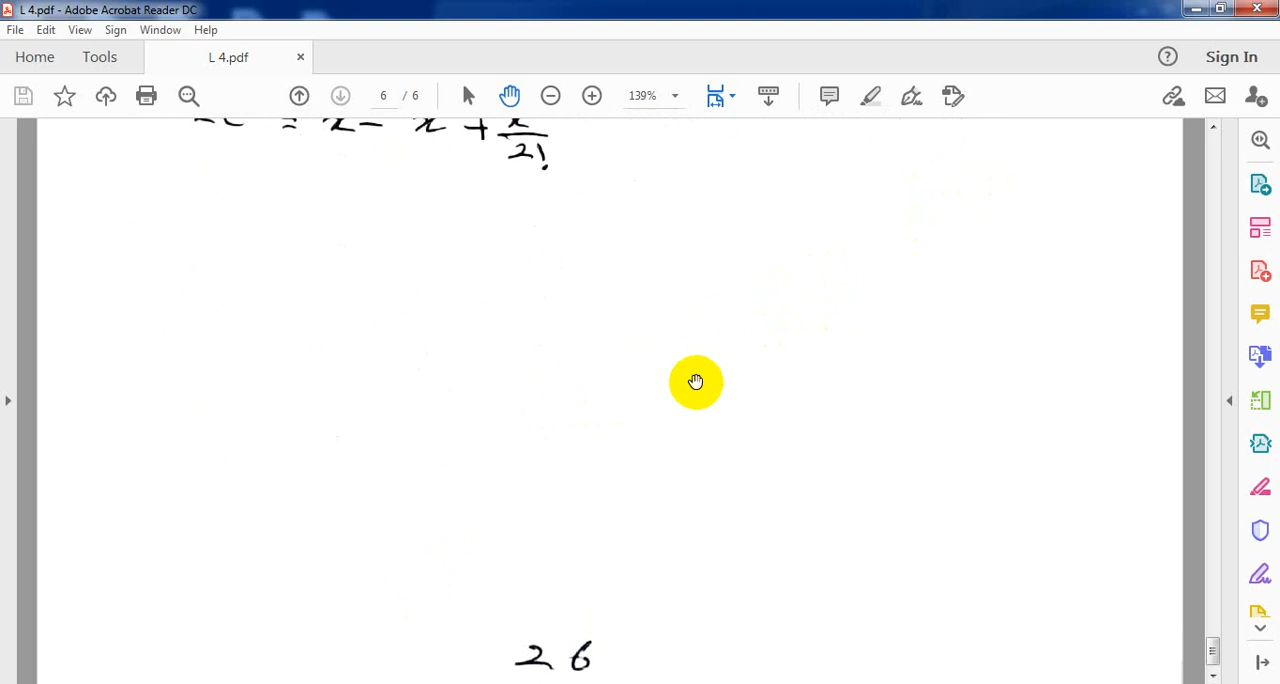 L 4.pdf - Adobe Acrobat Reader DC
File Edit View Sign Window Help
Home Tools L 4.pdf × Sign In
6 / 6 139%
= x - x + x
2!
26